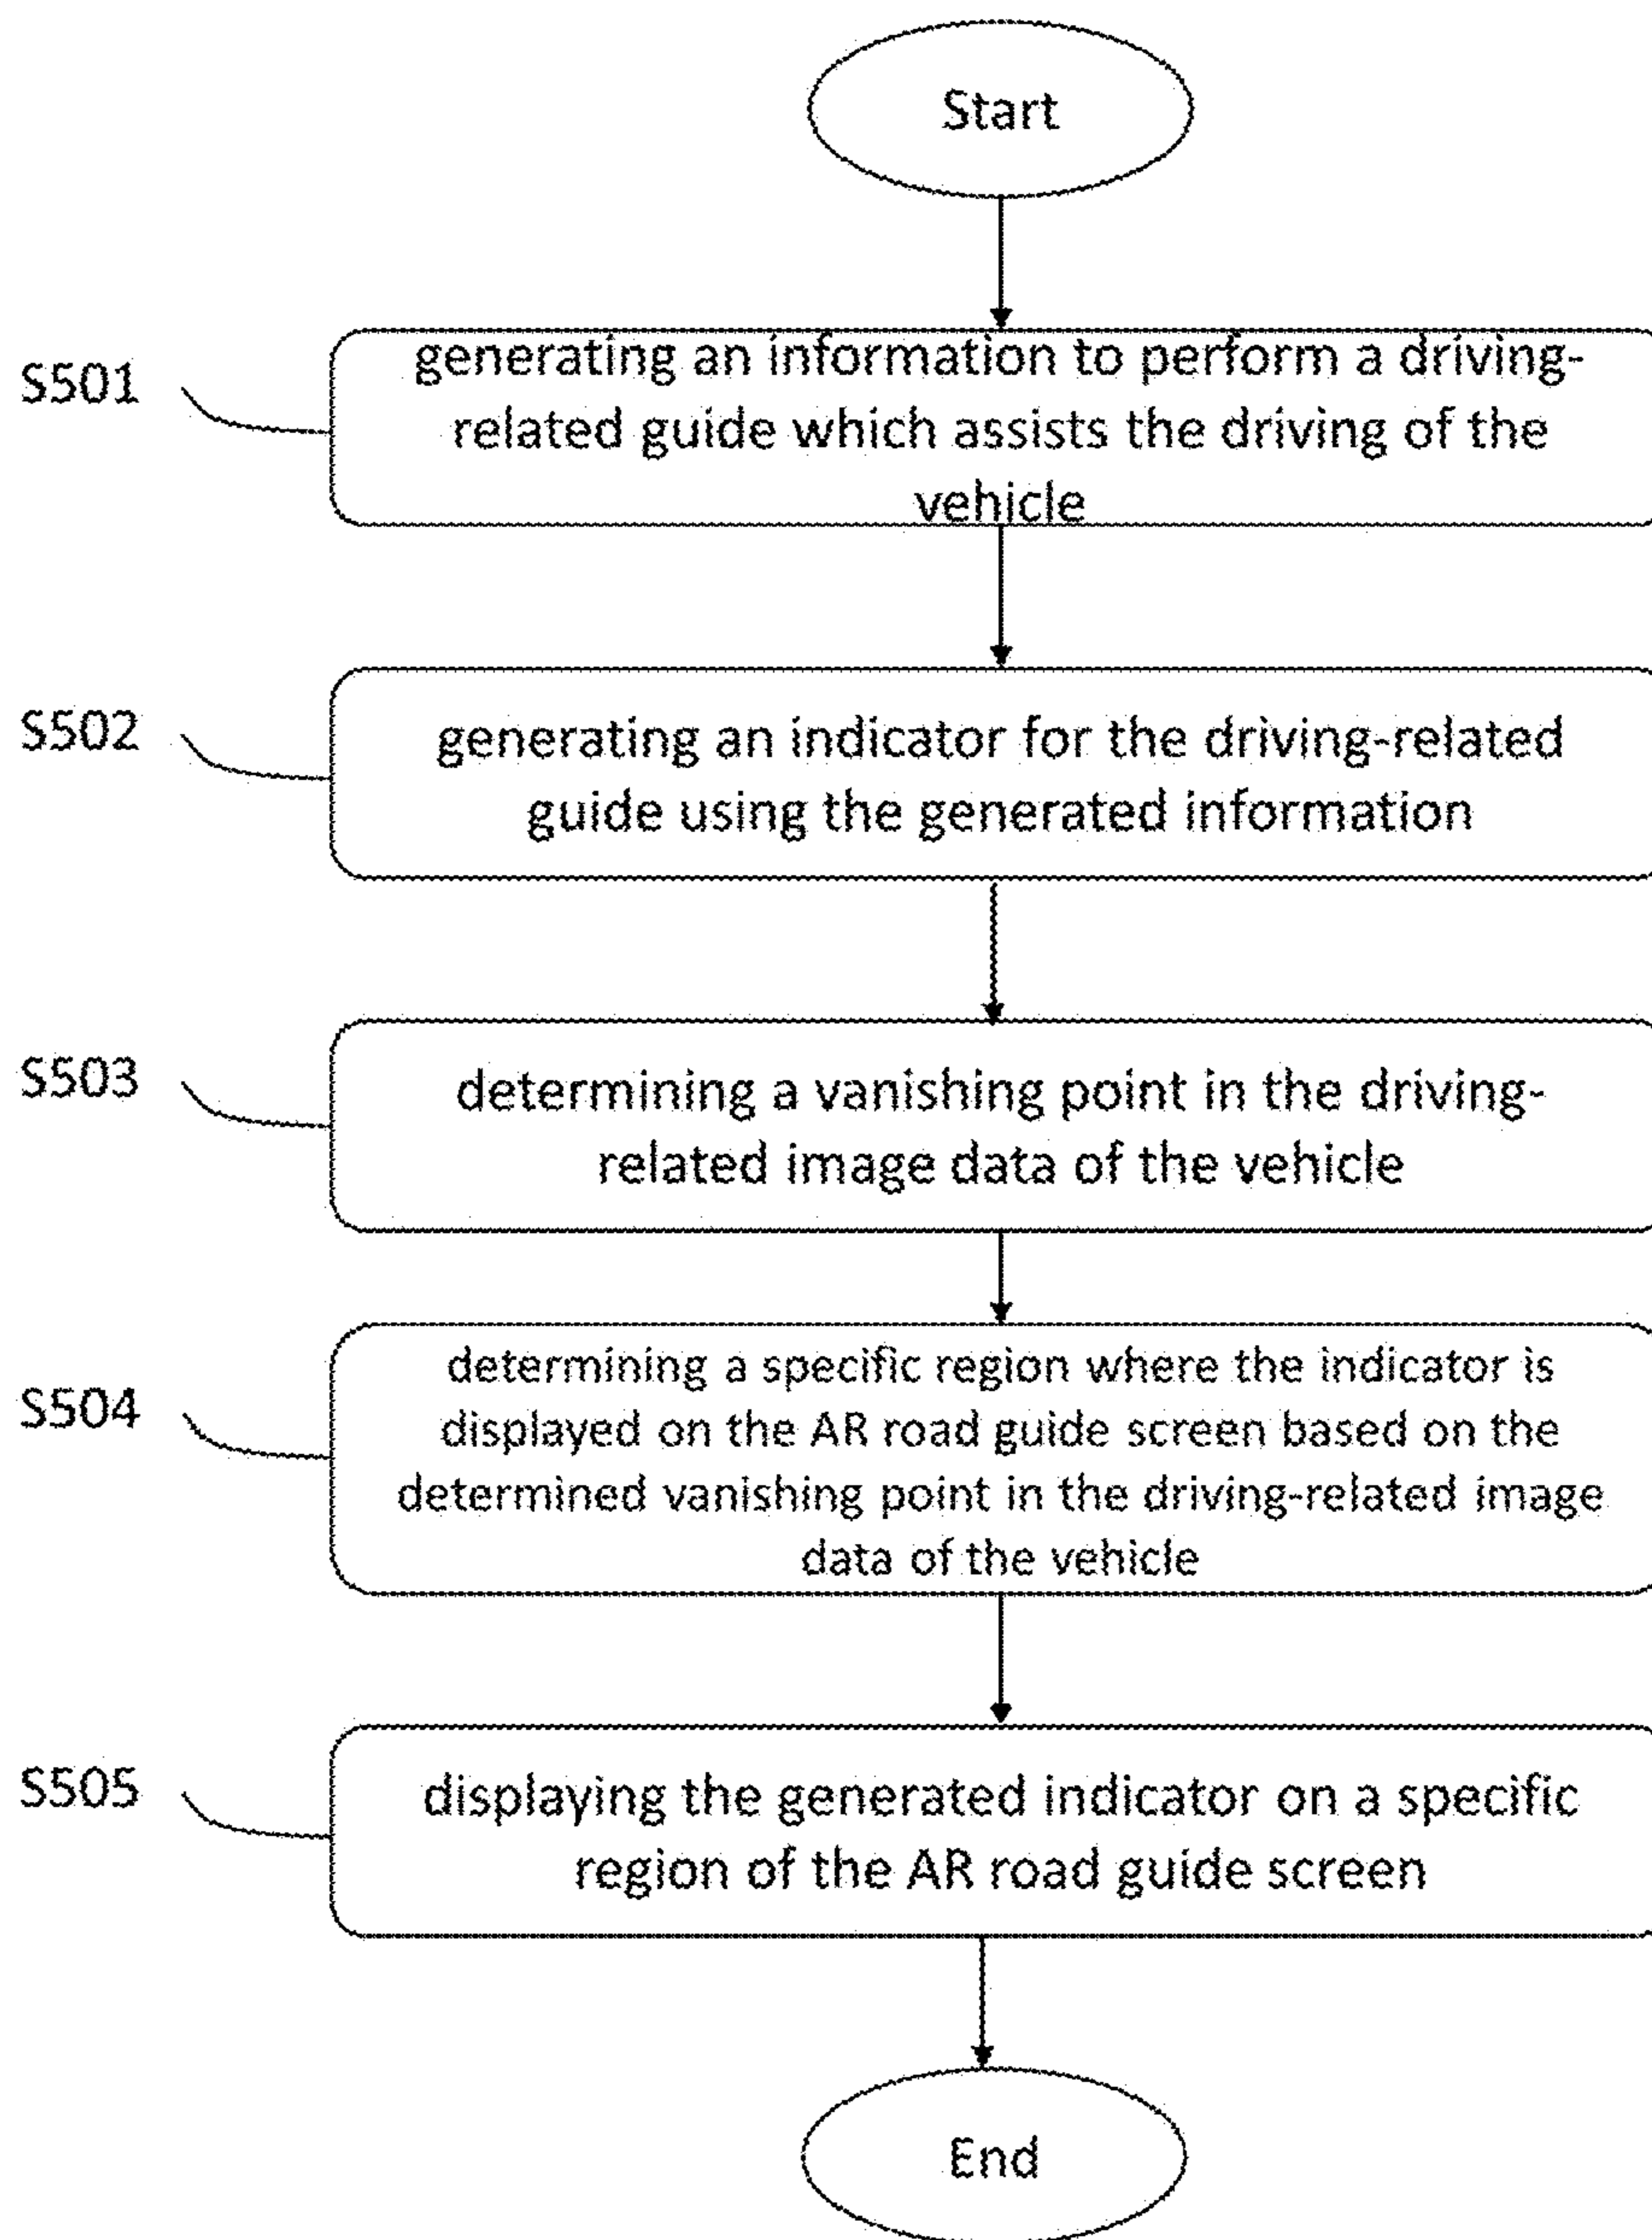 Start
S501
generating an information to perform a driving-
related guide which assists the driving of the
vehicle
S502
generating an indicator for the driving-related
guide using the generated information
S503
determining a vanishing point in the driving-
related image data of the vehicle
S504
determining a specific region where the indicator is
displayed on the AR road guide screen based on the
determined vanishing point in the driving-related image
data of the vehicle
S505
displaying the generated indicator on a specific
region of the AR road guide screen
End